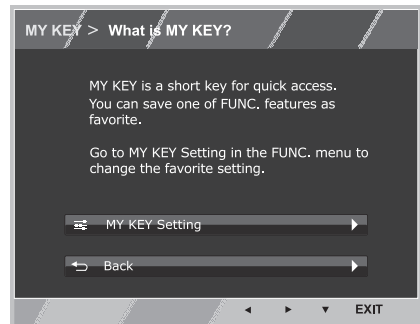 MY KEY > What is MY KEY?
MY KEY is a short key for quick access.
You can save one of FUNC. features as
favorite.
Go to MY KEY Setting in the FUNC. menu to
change the favorite setting.
MY KEY Setting
Back
EXIT